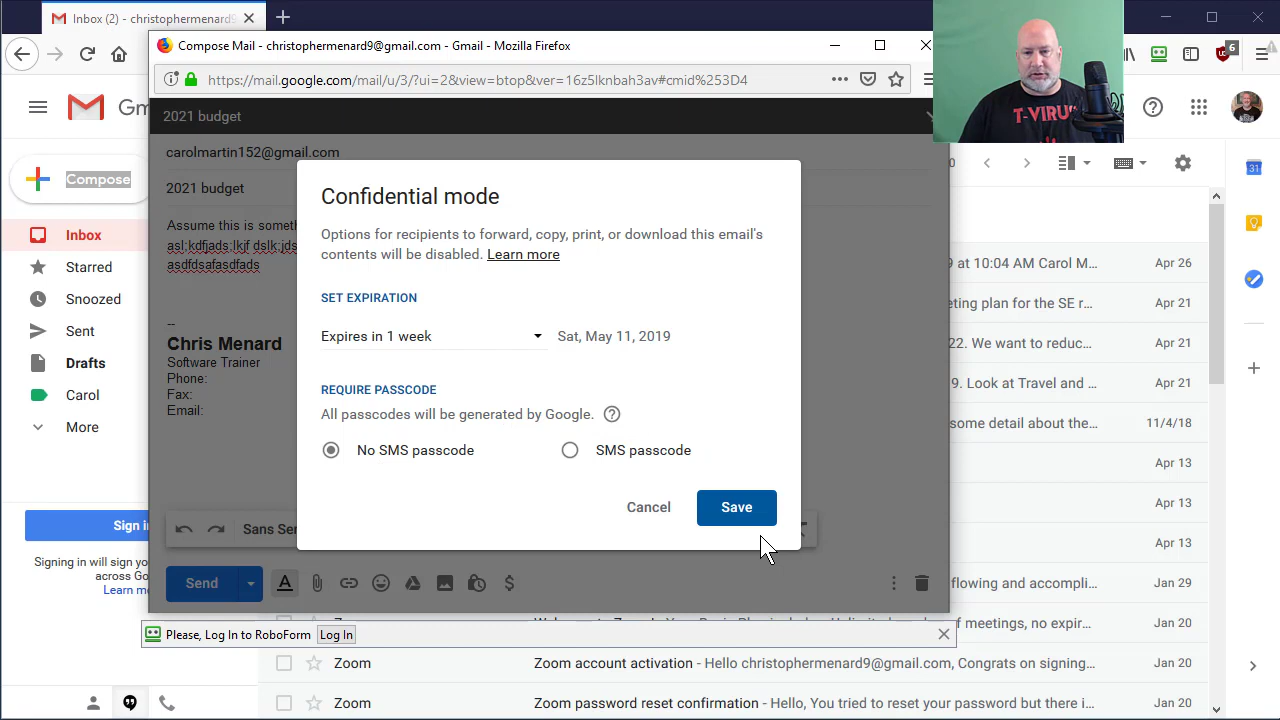 Inbox (2) - christophermenard9
Compose Mail - christophermenard9@gmail.com - Gmail - Mozilla Firefox
https://mail.google.com/mail/u/3/?ui=2&view=btop&ver=16z5lknbah3av#cmid%253D4
6
T-VIRUS
Gm
2021 budget
carolmartin152@gmail.com
2021 budget
Compose
Inbox
Starred
Snoozed
Sent
Drafts
Carol
More
Assume this is someth
asl;kdfjads;lkjf dslk;jds
asdfdsafasdfads
--
Chris Menard
Software Trainer
Phone:
Fax:
Email:
Confidential mode
Options for recipients to forward, copy, print, or download this email's
contents will be disabled. Learn more
SET EXPIRATION
Expires in 1 week Sat, May 11, 2019
REQUIRE PASSCODE
All passcodes will be generated by Google.
No SMS passcode SMS passcode
Cancel Save
Sans Ser
Send
Sign i
Signing in will sign yo
across Go
Learn m
Please, Log In to RoboForm Log In
31
0
9 at 10:04 AM Carol M... Apr 26
eting plan for the SE r... Apr 21
22. We want to reduc... Apr 21
9. Look at Travel and ... Apr 21
some detail about the... 11/4/18
Apr 13
Apr 13
Apr 13
flowing and accompli... Jan 29
of meetings, no expir... Jan 20
Zoom Zoom account activation - Hello christophermenard9@gmail.com, Congrats on signing... Jan 20
Zoom Zoom password reset confirmation - Hello, You tried to reset your password but there i... Jan 20